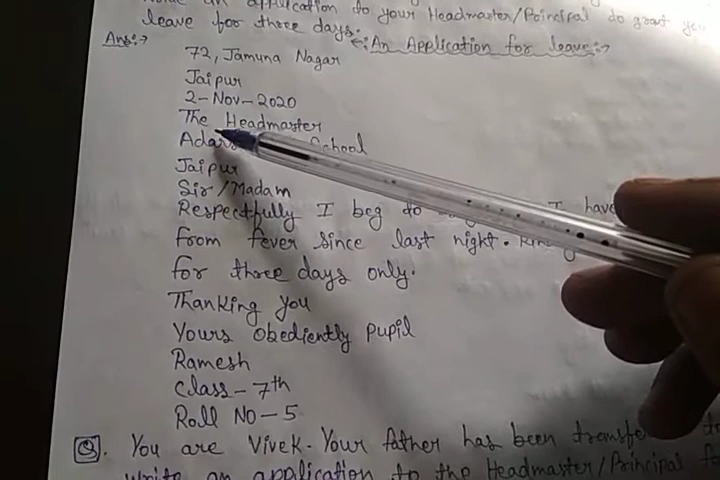 an application to your Headmaster/Principal to grant you
leave for three days.
Ans:→ An Application for leave:→
72, Jamuna Nagar
Jaipur
2-Nov-2020
The Headmaster
School
Jaipur
Sir/Madam
Respectfully I beg to I have
from fever since last night.
for three days only.
Thanking you
Yours Obediently pupil
Ramesh
Class-7th
Roll No-5
Q. You are Vivek. Your father has been
write an application to the Headmaster/Principal